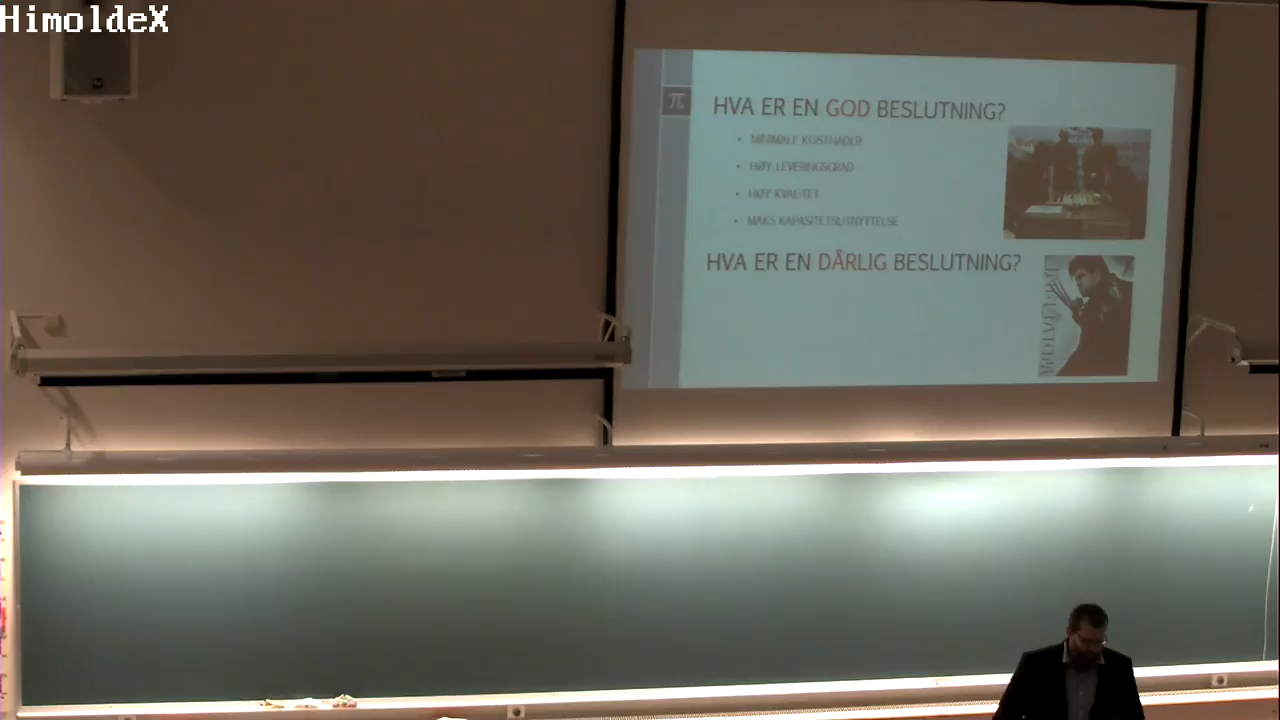 HimoldeX
π
HVA ER EN GOD BESLUTNING?
• MINIMALE KOSTNADER
• HØY LEVERINGSGRAD
• HØY KVALITET
• MAKS KAPASITETSUTNYTTELSE
HVA ER EN DÅRLIG BESLUTNING?